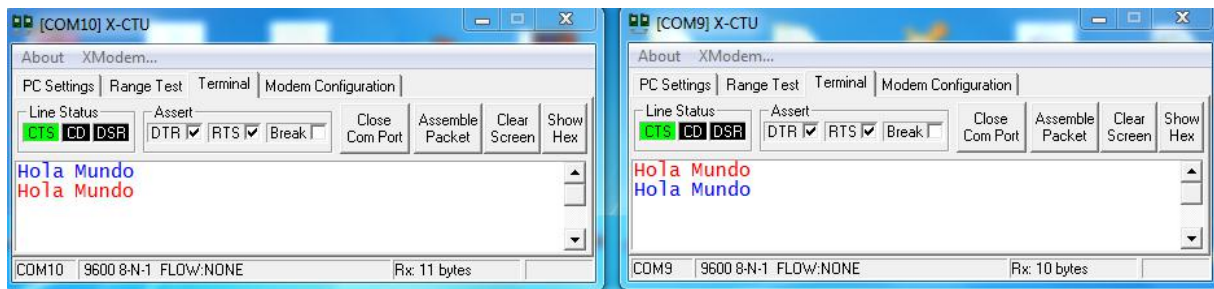 [COM10] X-CTU
About XModem...
PC Settings Range Test Terminal Modem Configuration
Line Status
CTS CD DSR
Assert
DTR RTS Break
Close Com Port
Assemble Packet
Clear Screen
Show Hex
Hola Mundo
Hola Mundo
COM10 9600 8-N-1 FLOW:NONE Rx: 11 bytes
[COM9] X-CTU
About XModem...
PC Settings Range Test Terminal Modem Configuration
Line Status
CTS CD DSR
Assert
DTR RTS Break
Close Com Port
Assemble Packet
Clear Screen
Show Hex
Hola Mundo
Hola Mundo
COM9 9600 8-N-1 FLOW:NONE Rx: 10 bytes